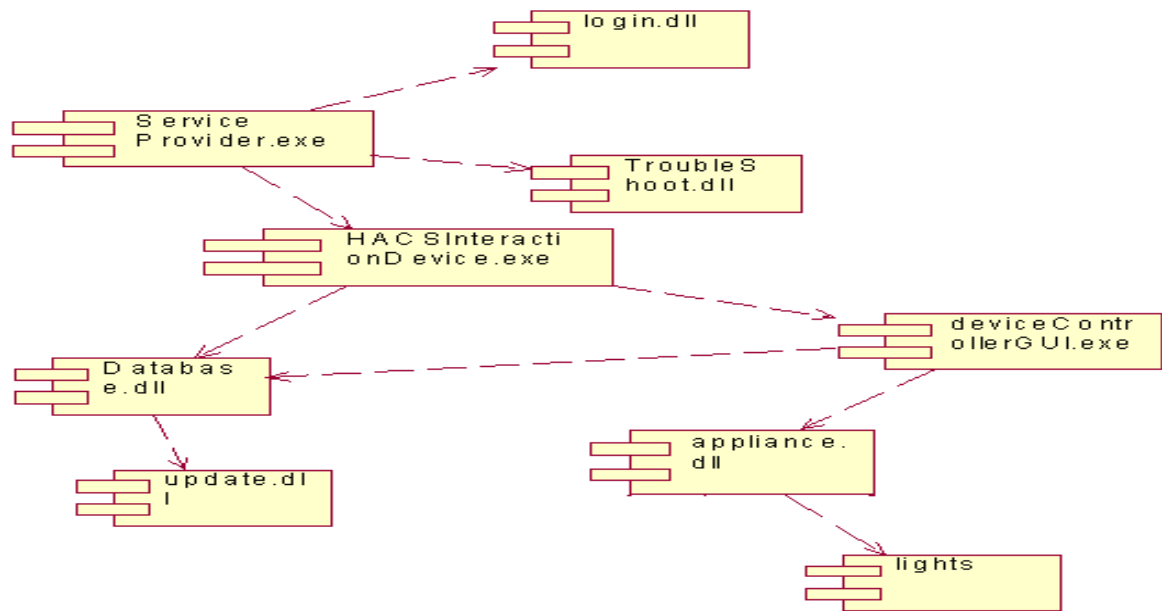 login.dll
Service
Provider.exe
TroubleS
hoot.dll
HACSInteracti
onDevice.exe
deviceContr
ollerGUI.exe
Databas
e.dll
appliance.
dll
update.dl
l
lights